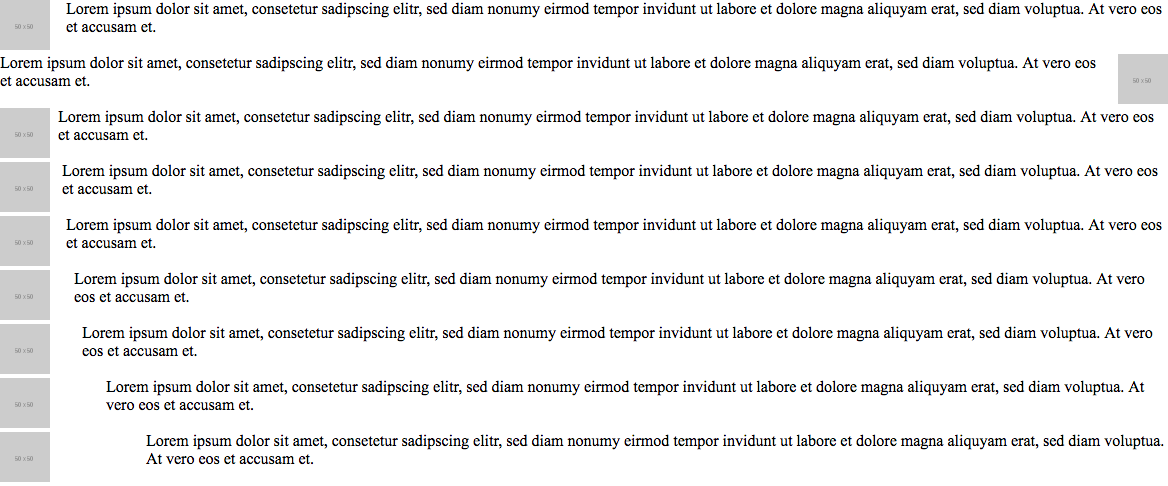 50 x 50
Lorem ipsum dolor sit amet, consetetur sadipscing elitr, sed diam nonumy eirmod tempor invidunt ut labore et dolore magna aliquyam erat, sed diam voluptua. At vero eos
et accusam et.
Lorem ipsum dolor sit amet, consetetur sadipscing elitr, sed diam nonumy eirmod tempor invidunt ut labore et dolore magna aliquyam erat, sed diam voluptua. At vero eos
et accusam et.
50 x 50
50 x 50
Lorem ipsum dolor sit amet, consetetur sadipscing elitr, sed diam nonumy eirmod tempor invidunt ut labore et dolore magna aliquyam erat, sed diam voluptua. At vero eos
et accusam et.
50 x 50
Lorem ipsum dolor sit amet, consetetur sadipscing elitr, sed diam nonumy eirmod tempor invidunt ut labore et dolore magna aliquyam erat, sed diam voluptua. At vero eos
et accusam et.
50 x 50
Lorem ipsum dolor sit amet, consetetur sadipscing elitr, sed diam nonumy eirmod tempor invidunt ut labore et dolore magna aliquyam erat, sed diam voluptua. At vero eos
et accusam et.
50 x 50
Lorem ipsum dolor sit amet, consetetur sadipscing elitr, sed diam nonumy eirmod tempor invidunt ut labore et dolore magna aliquyam erat, sed diam voluptua. At vero
eos et accusam et.
50 x 50
Lorem ipsum dolor sit amet, consetetur sadipscing elitr, sed diam nonumy eirmod tempor invidunt ut labore et dolore magna aliquyam erat, sed diam voluptua. At vero
eos et accusam et.
50 x 50
Lorem ipsum dolor sit amet, consetetur sadipscing elitr, sed diam nonumy eirmod tempor invidunt ut labore et dolore magna aliquyam erat, sed diam voluptua. At
vero eos et accusam et.
50 x 50
Lorem ipsum dolor sit amet, consetetur sadipscing elitr, sed diam nonumy eirmod tempor invidunt ut labore et dolore magna aliquyam erat, sed diam voluptua.
At vero eos et accusam et.